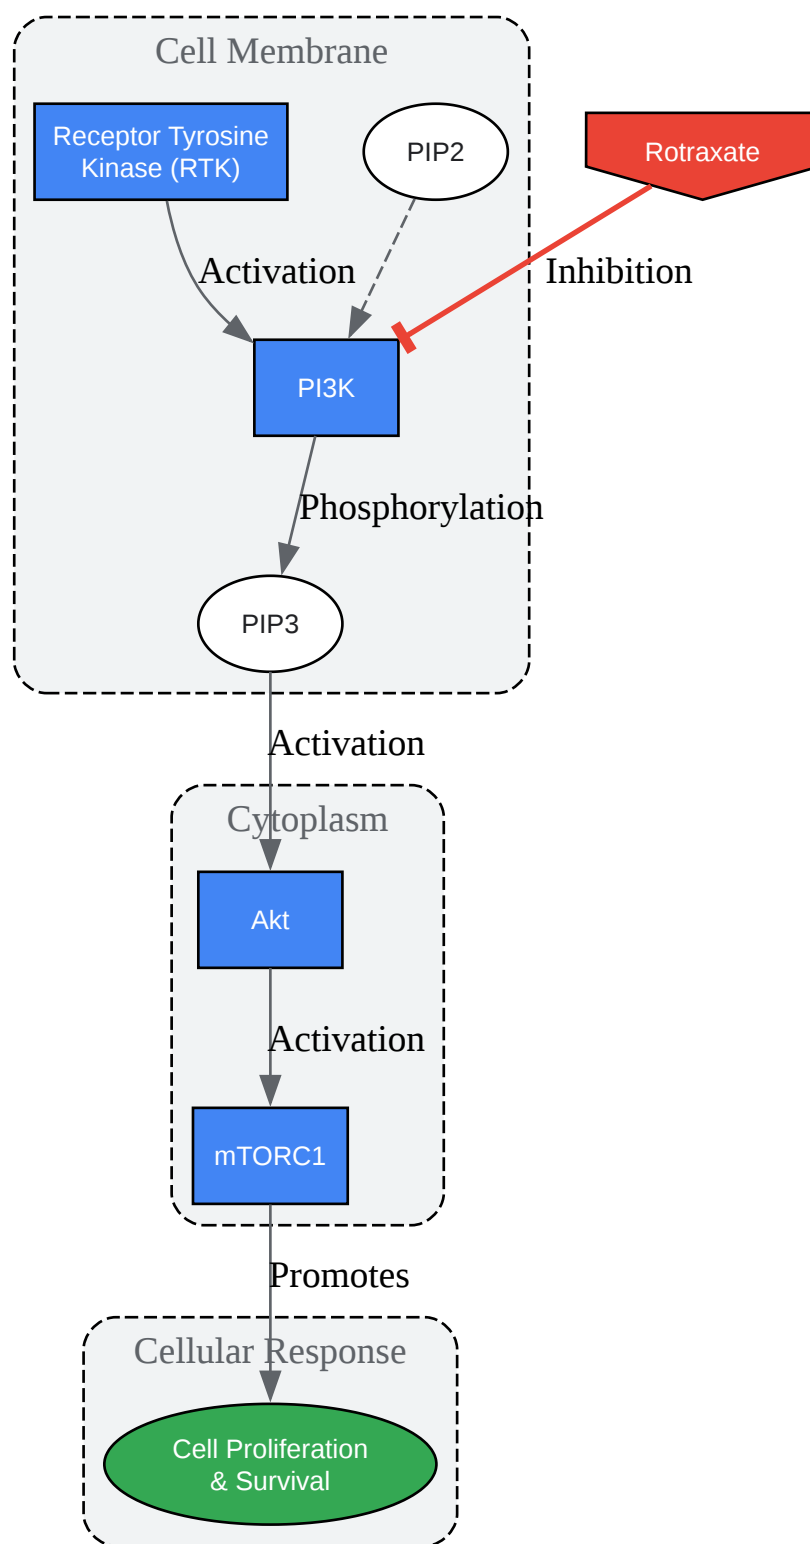 Cell Membrane
Receptor Tyrosine
Kinase (RTK)
PIP2
Rotraxate
Activation
Inhibition
PI3K
Phosphorylation
PIP3
Activation
Cytoplasm
Akt
Activation
mTORC1
Promotes
Cellular Response
Cell Proliferation
& Survival